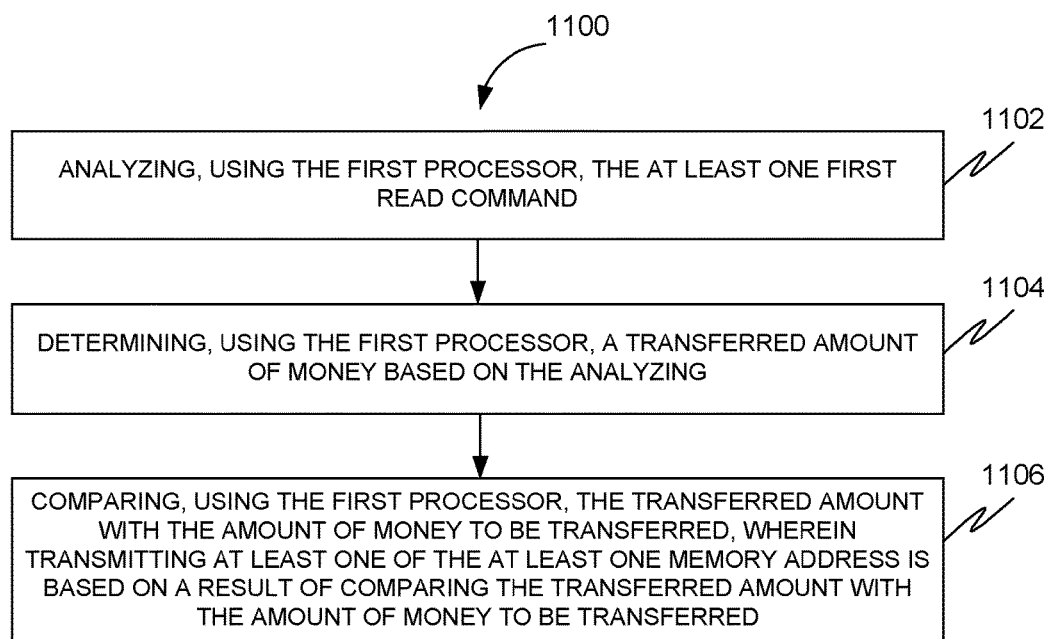 1100
1102
ANALYZING, USING THE FIRST PROCESSOR, THE AT LEAST ONE FIRST
READ COMMAND
1104
DETERMINING, USING THE FIRST PROCESSOR, A TRANSFERRED AMOUNT
OF MONEY BASED ON THE ANALYZING
1106
COMPARING, USING THE FIRST PROCESSOR, THE TRANSFERRED AMOUNT
WITH THE AMOUNT OF MONEY TO BE TRANSFERRED, WHEREIN
TRANSMITTING AT LEAST ONE OF THE AT LEAST ONE MEMORY ADDRESS IS
BASED ON A RESULT OF COMPARING THE TRANSFERRED AMOUNT WITH
THE AMOUNT OF MONEY TO BE TRANSFERRED